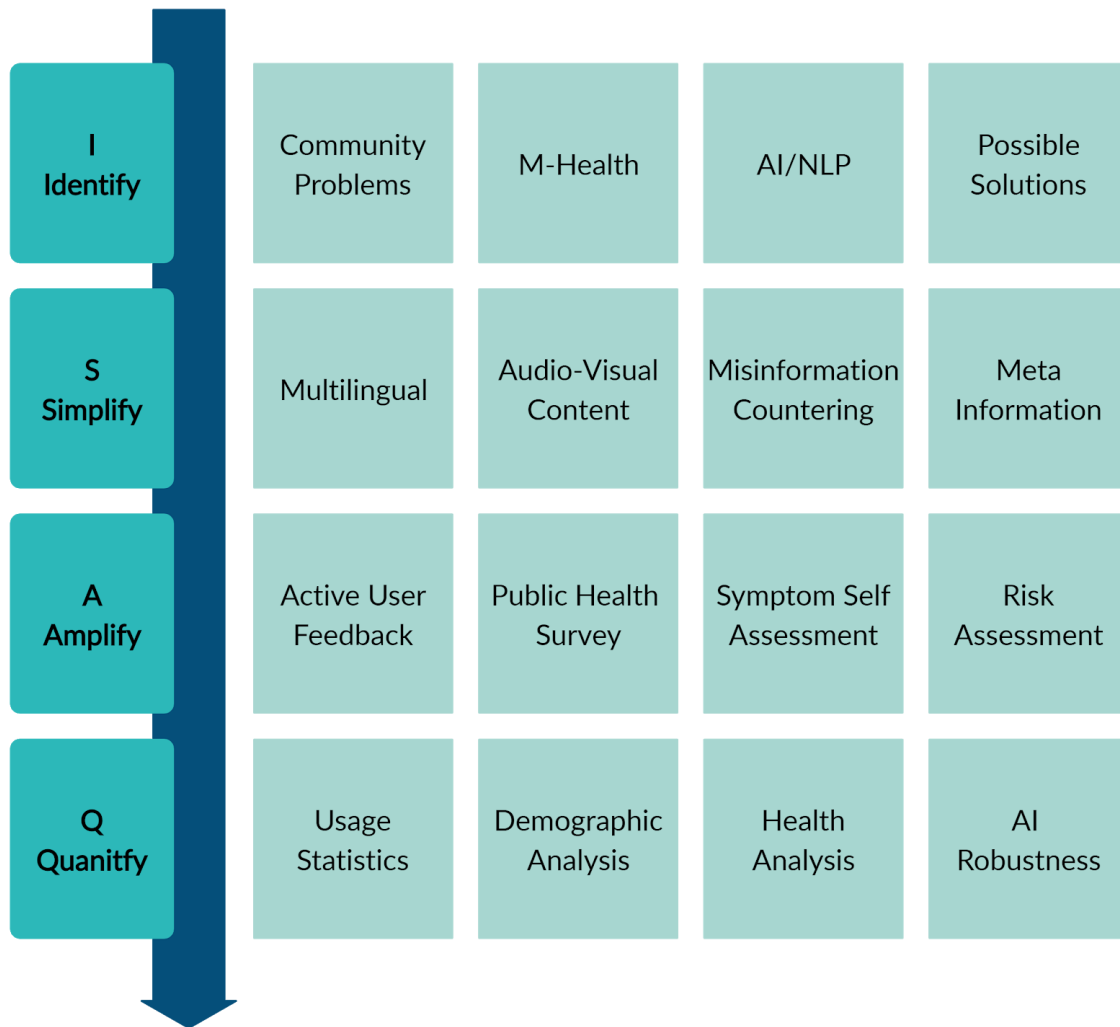 I
Identify
Community
Problems
M-Health
AI/NLP
Possible
Solutions
S
Simplify
Multilingual
Audio-Visual
Content
Misinformation
Countering
Meta
Information
A
Amplify
Active User
Feedback
Public Health
Survey
Symptom Self
Assessment
Risk
Assessment
Q
Quanitfy
Usage
Statistics
Demographic
Analysis
Health
Analysis
AI
Robustness